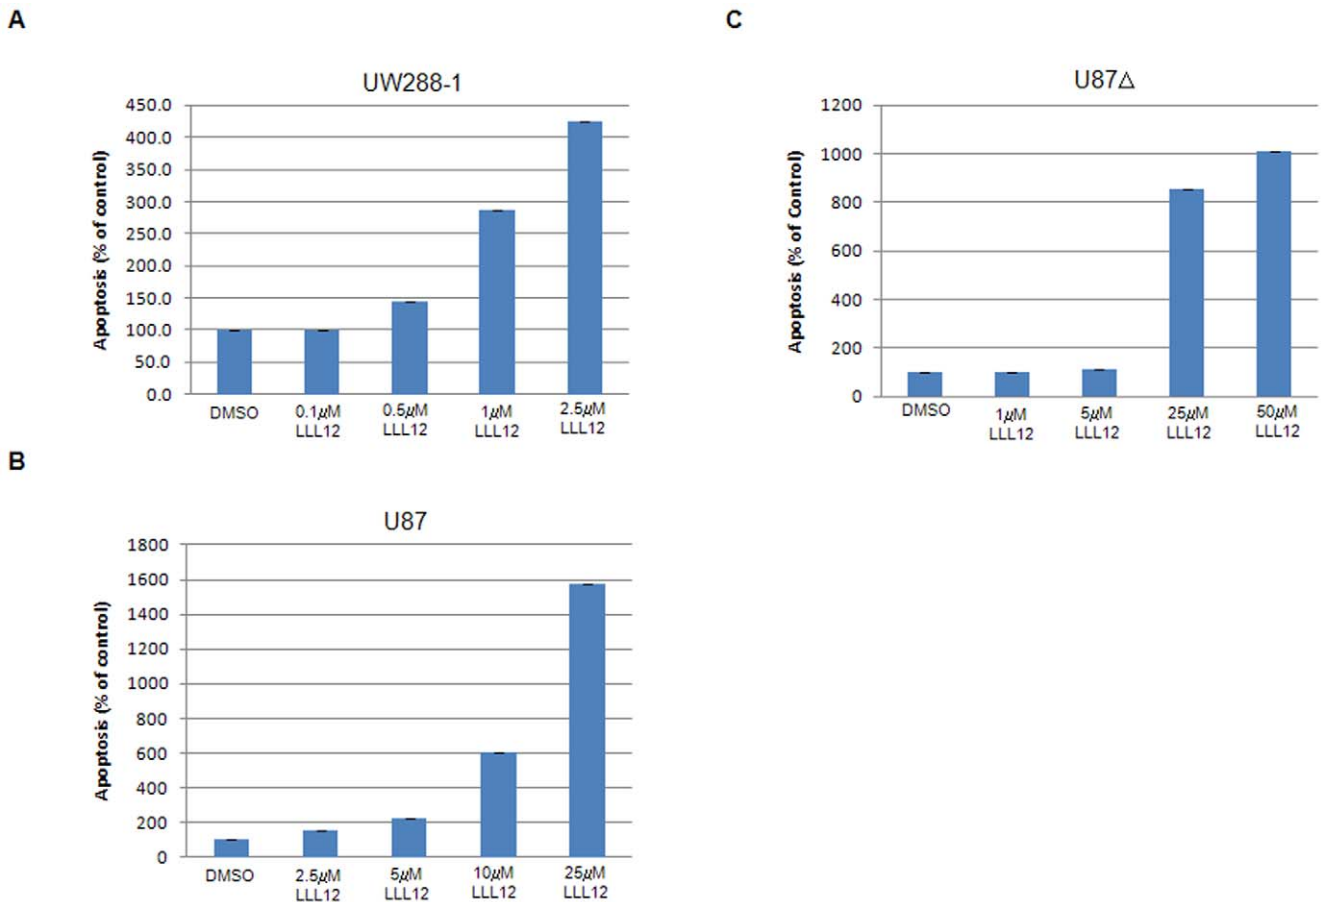 A
UW288-1
Apoptosis (% of control)
450.0
400.0
350.0
300.0
250.0
200.0
150.0
100.0
50.0
0.0
DMSO
0.1μM
LLL12
0.5μM
LLL12
1μM
LLL12
2.5μM
LLL12
B
U87
Apoptosis (% of control)
1800
1600
1400
1200
1000
800
600
400
200
0
DMSO
2.5μM
LLL12
5μM
LLL12
10μM
LLL12
25μM
LLL12
C
U87△
Apoptosis (% of Control)
1200
1000
800
600
400
200
0
DMSO
1μM
LLL12
5μM
LLL12
25μM
LLL12
50μM
LLL12